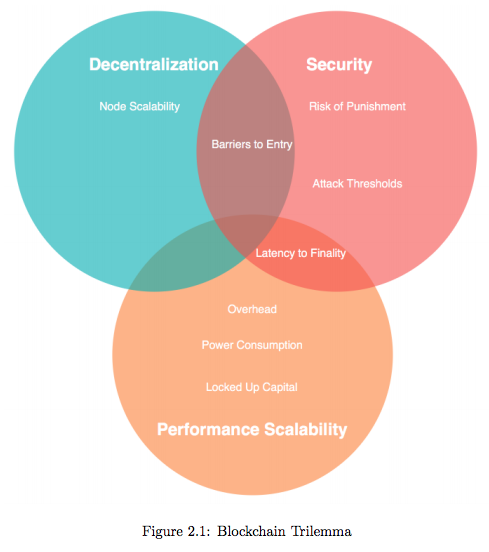 Decentralization
Security
Node Scalability
Risk of Punishment
Barriers to Entry
Attack Thresholds
Latency to Finality
Overhead
Power Consumption
Locked Up Capital
Performance Scalability
Figure 2.1: Blockchain Trilemma